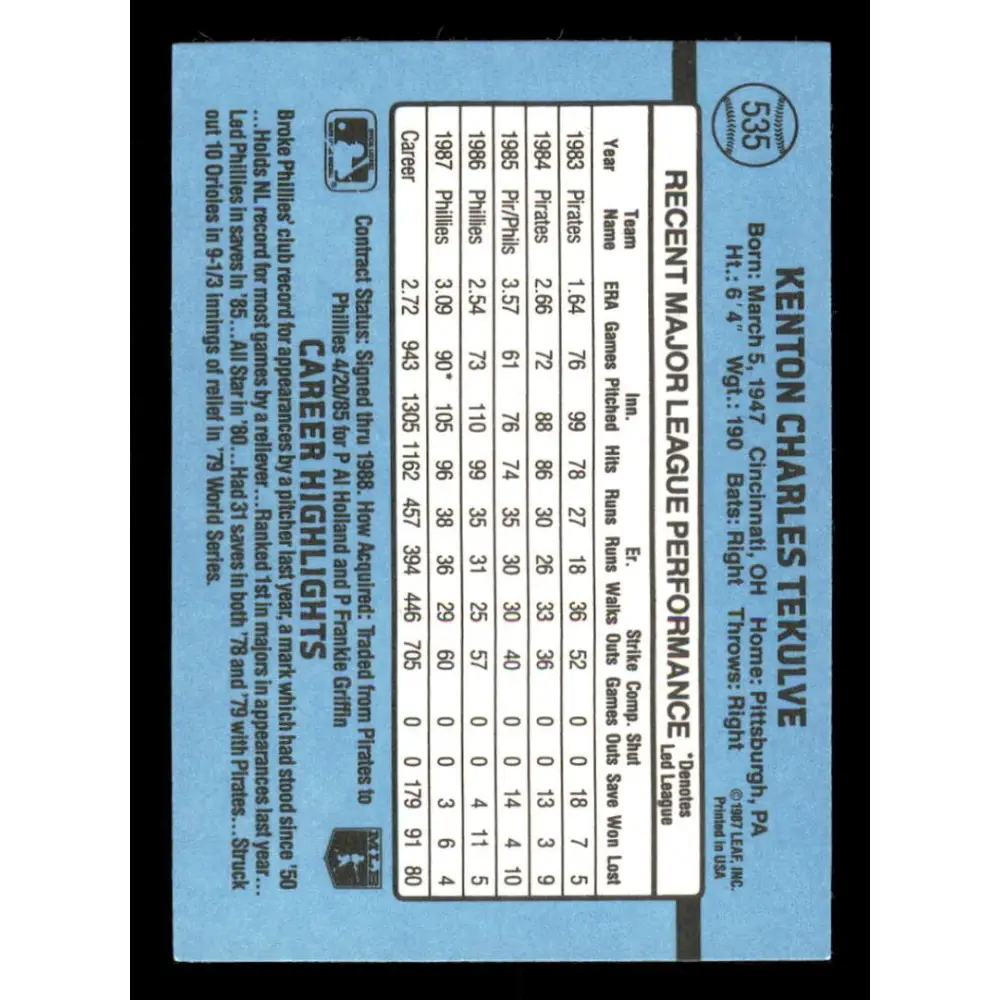 535
KENTON CHARLES TEKULVE
Born: March 5, 1947 Cincinnati, OH Home: Pittsburgh, PA
Ht.: 6'4" Wgt.: 190 Bats: Right Throws: Right
©1987 LEAF, INC.
Printed in USA
RECENT MAJOR LEAGUE PERFORMANCE *Denotes Led League
Team Inn. Er. Strike Comp. Shut
Year Name ERA Games Pitched Hits Runs Runs Walks Outs Games Outs Save Won Lost
1983 Pirates 1.64 76 99 78 27 18 36 52 0 0 18 7 5
1984 Pirates 2.66 72 88 86 30 26 33 36 0 0 13 3 9
1985 Pir/Phils 3.57 61 76 74 35 30 30 40 0 0 14 4 10
1986 Phillies 2.54 73 110 99 35 31 25 57 0 0 4 11 5
1987 Phillies 3.09 90* 105 96 38 36 29 60 0 0 3 6 4
Career 2.72 943 1305 1162 457 394 446 705 0 0 179 91 80
Contract Status: Signed thru 1988. How Acquired: Traded from Pirates to
Phillies 4/20/85 for P Al Holland and P Frankie Griffin
MLB
CAREER HIGHLIGHTS
Broke Phillies' club record for appearances by a pitcher last year, a mark which had stood since '50
...Holds NL record for most games by a reliever...Ranked 1st in majors in appearances last year...
Led Phillies in saves in '85...All Star in '80...Had 31 saves in both '78 and '79 with Pirates...Struck
out 10 Orioles in 9-1/3 innings of relief in '79 World Series.